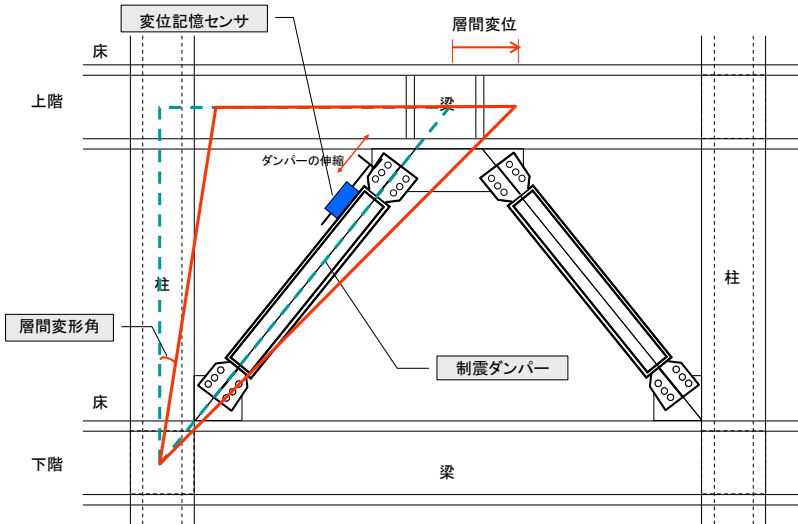 変位記憶センサ
層間変位
床
上階
梁
ダンパーの伸縮
柱
柱
層間変形角
制震ダンパー
床
下階
梁